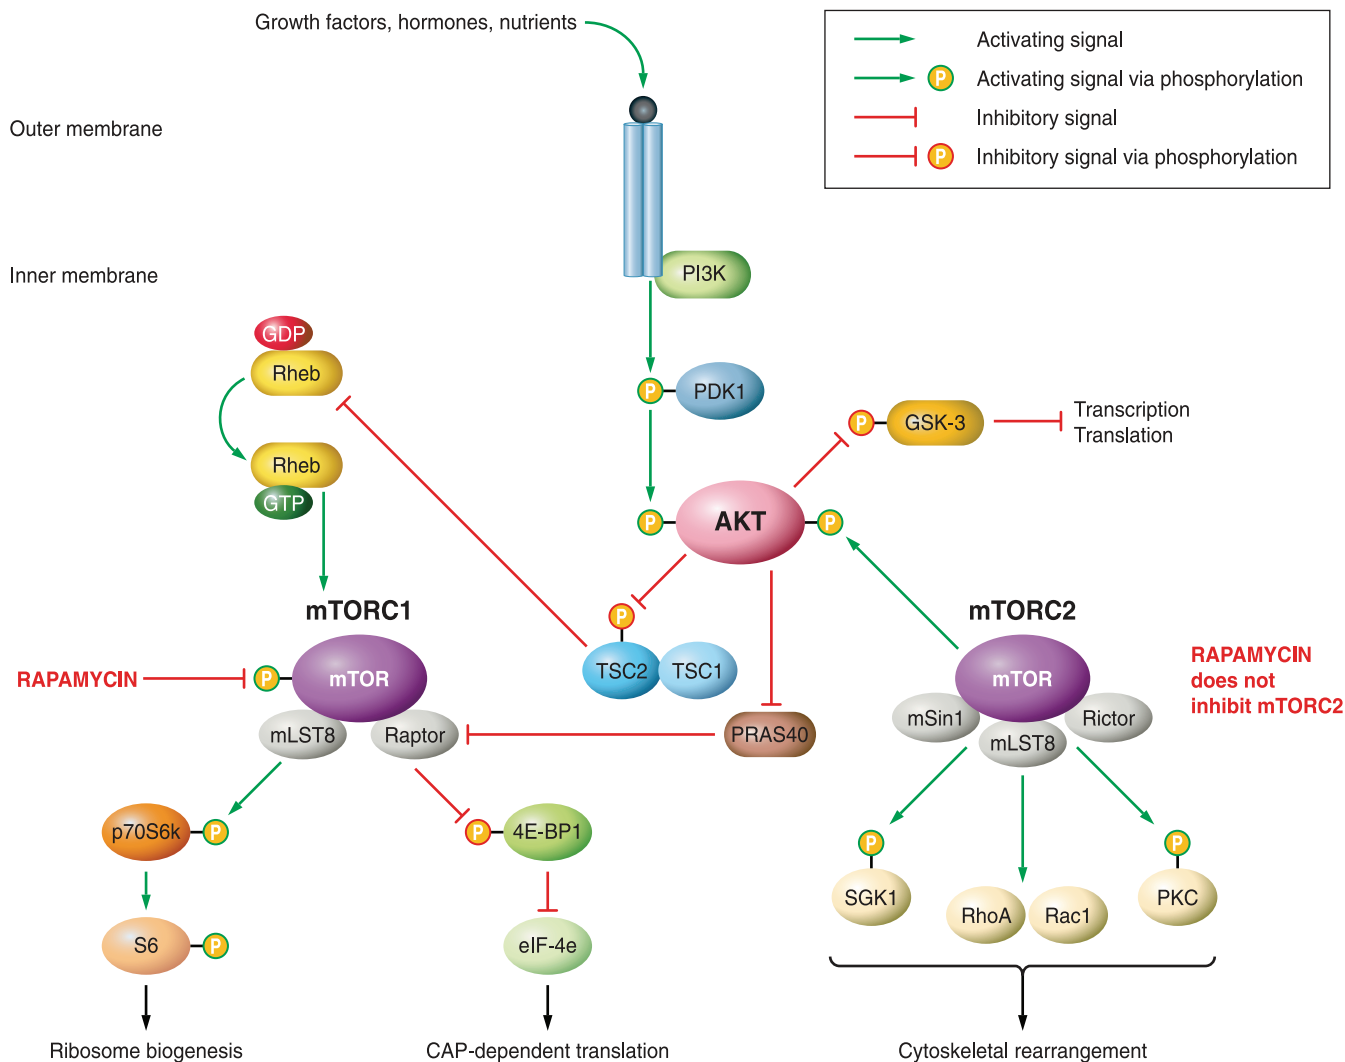 Growth factors, hormones, nutrients
Activating signal
P Activating signal via phosphorylation
Inhibitory signal
P Inhibitory signal via phosphorylation
Outer membrane
Inner membrane
PI3K
GDP
Rheb
P
PDK1
P
GSK-3
Transcription
Translation
Rheb
GTP
P
AKT
P
mTORC1
mTORC2
P
TSC2
TSC1
RAPAMYCIN
P
mTOR
mLST8
Raptor
PRAS40
mTOR
mSin1
mLST8
Rictor
RAPAMYCIN
does not
inhibit mTORC2
p70S6k
P
P
4E-BP1
P
SGK1
RhoA
Rac1
P
PKC
S6
P
eIF-4e
Ribosome biogenesis
CAP-dependent translation
Cytoskeletal rearrangement